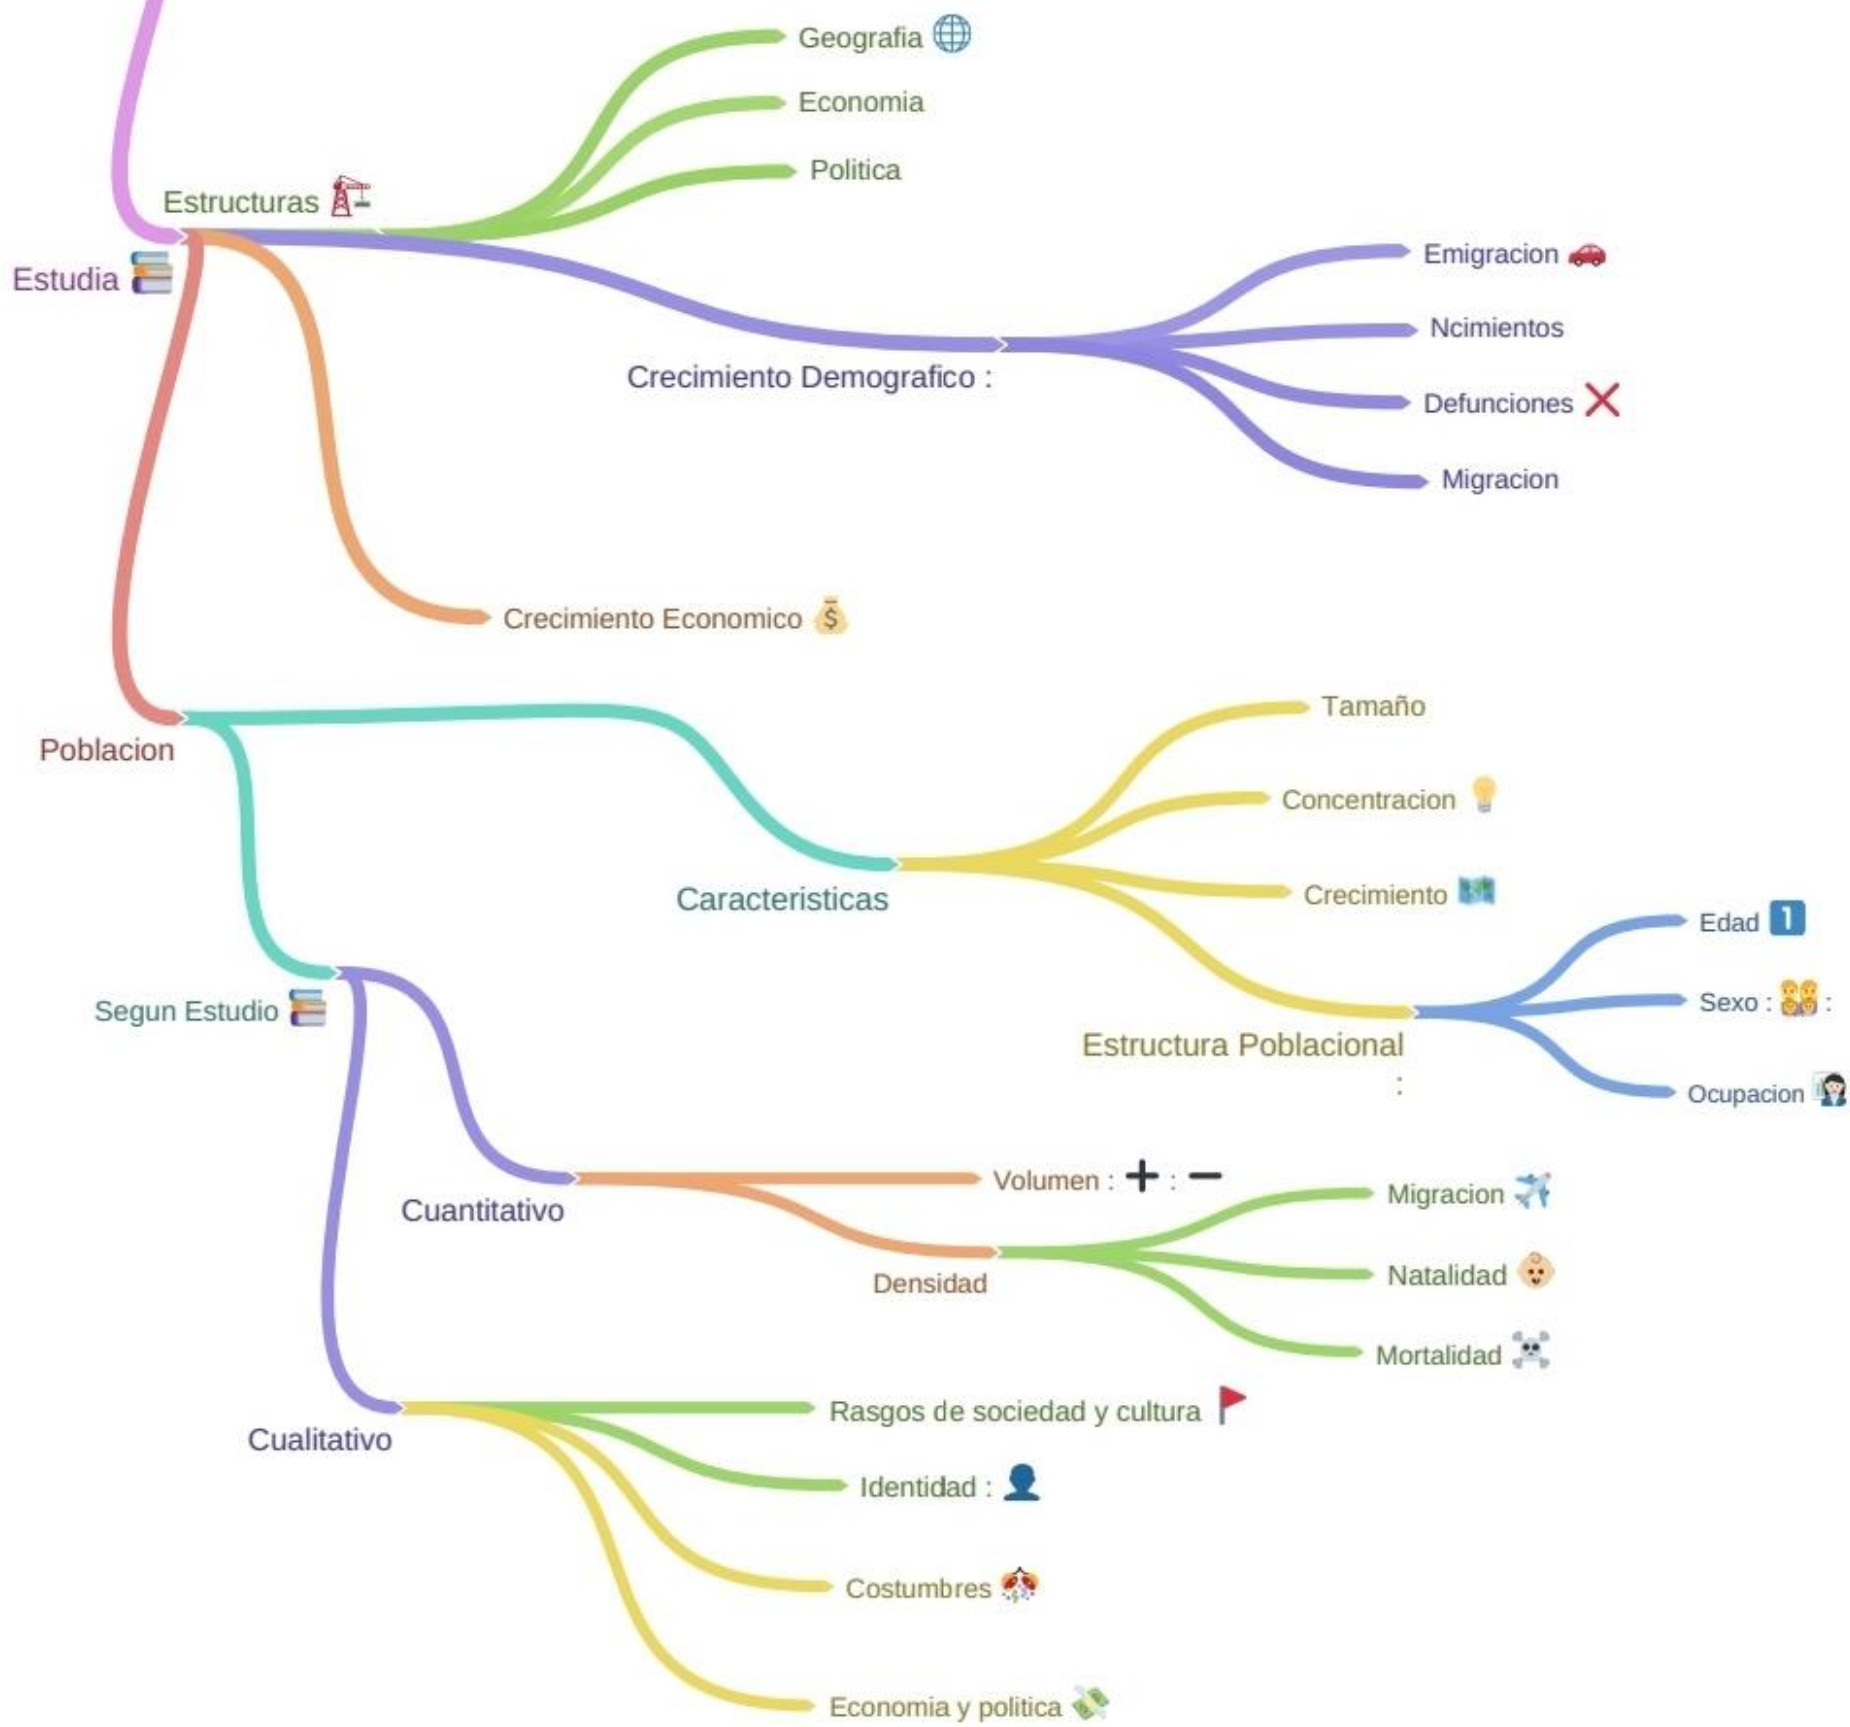 Geografia
Economia
Politica
Estructuras
Estudia
Emigracion
Ncimientos
Crecimiento Demografico :
Defunciones
Migracion
Crecimiento Economico
Poblacion
Tamaño
Concentracion
Caracteristicas
Crecimiento
Edad 1
Segun Estudio
Sexo : :
Estructura Poblacional
:
Ocupacion
Cuantitativo
Volumen : + : −
Migracion
Densidad
Natalidad
Mortalidad
Cualitativo
Rasgos de sociedad y cultura
Identidad :
Costumbres
Economia y politica